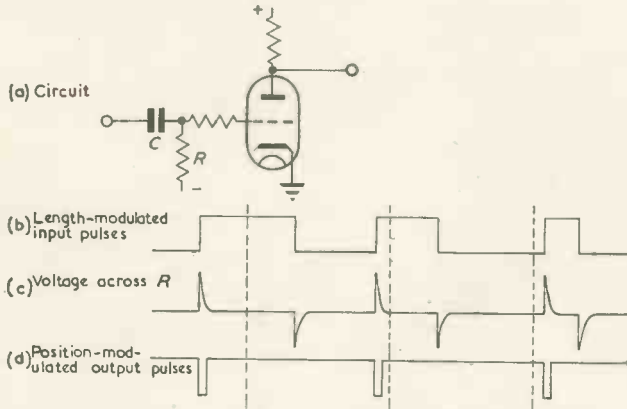 +
(a) Circuit
C
R
–
(b) Length-modulated
input pulses
(c) Voltage across R
(d) Position-mod-
ulated output pulses